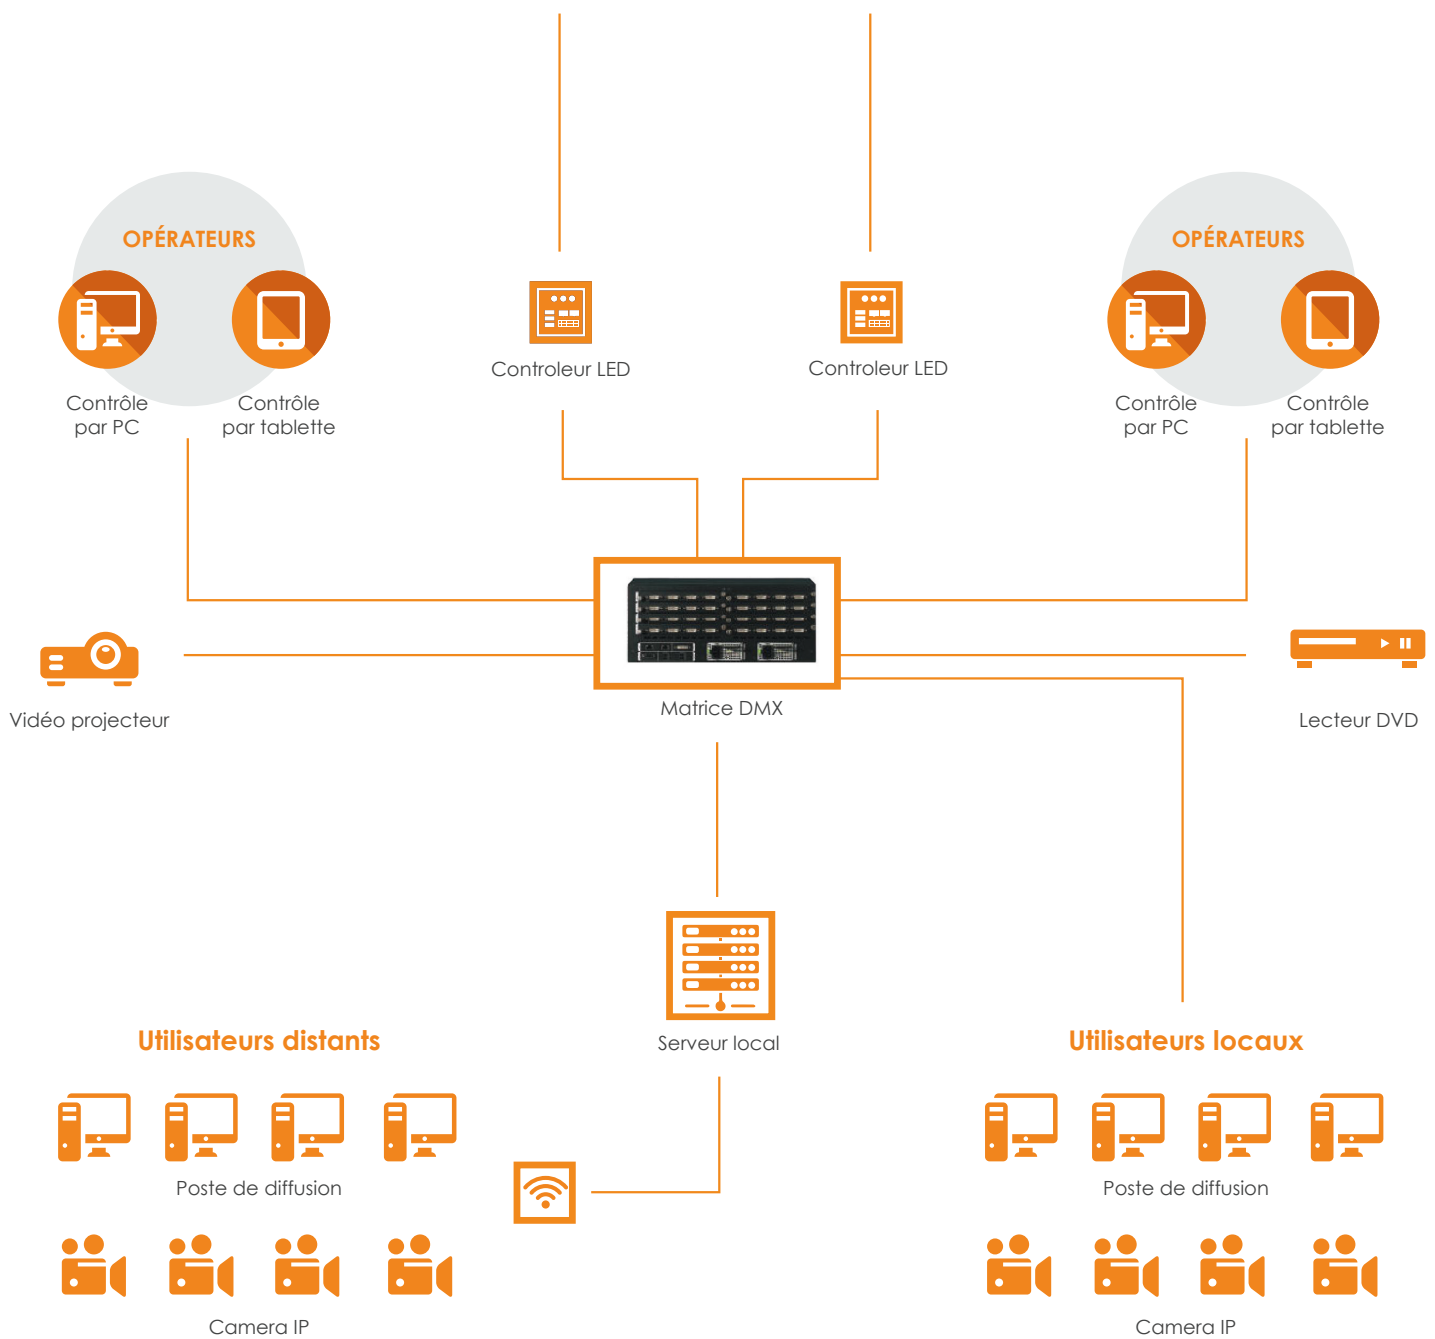 OPÉRATEURS
OPÉRATEURS
Controleur LED
Controleur LED
Contrôle
par PC
Contrôle
par tablette
Contrôle
par PC
Contrôle
par tablette
Matrice DMX
Vidéo projecteur
Lecteur DVD
Utilisateurs distants
Serveur local
Utilisateurs locaux
Poste de diffusion
Poste de diffusion
Camera IP
Camera IP